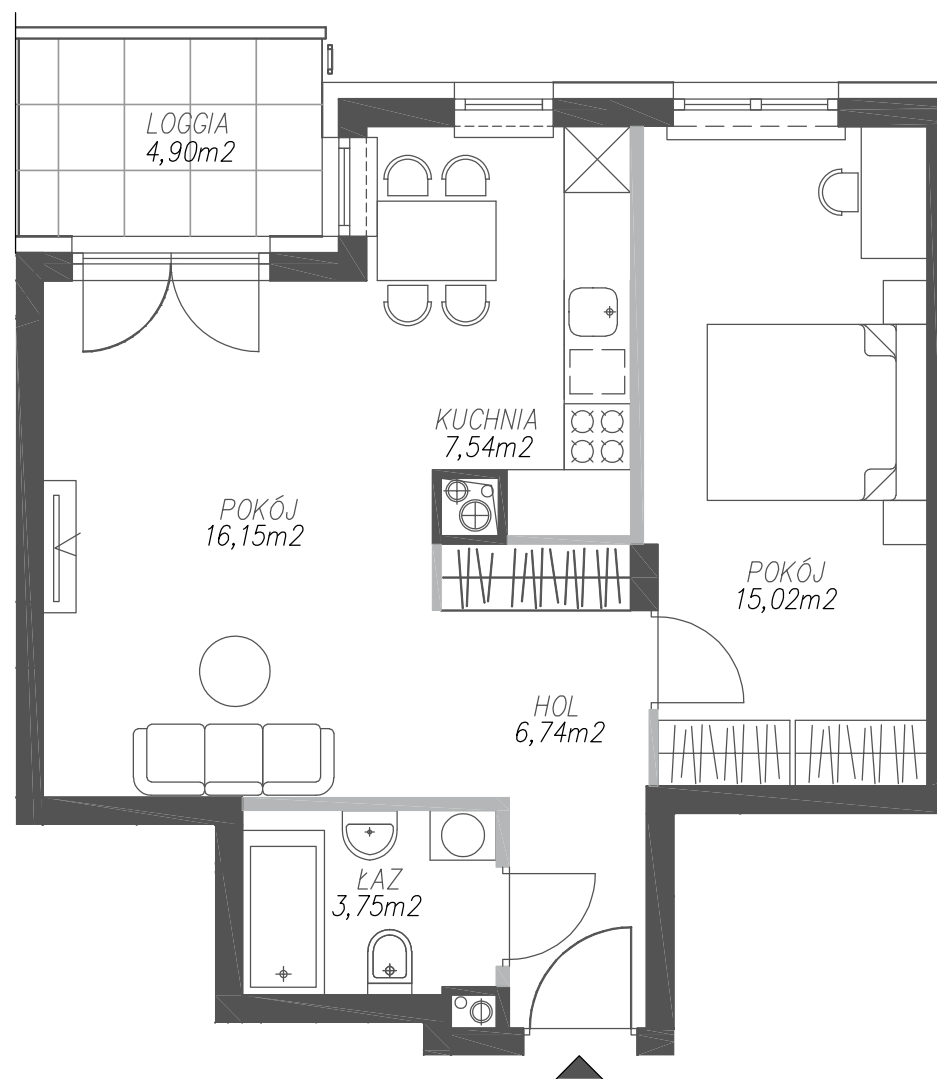 LOGGIA
4,90m2
KUCHNIA
7,54m2
POKÓJ
16,15m2
POKÓJ
15,02m2
HOL
6,74m2
ŁAZ
3,75m2